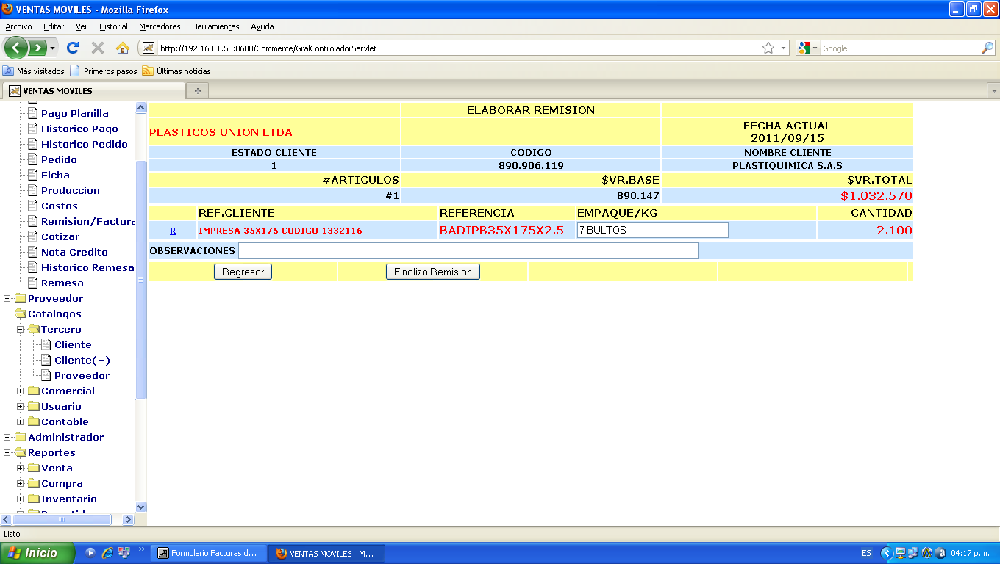 VENTAS MOVILES - Mozilla Firefox
Archivo Editar Ver Historial Marcadores Herramientas Ayuda
http://192.168.1.55:8600/Commerce/GralControladorServlet
Google
Más visitados Primeros pasos Últimas noticias
VENTAS MOVILES
Pago Planilla
Historico Pago
Historico Pedido
Pedido
Ficha
Produccion
Costos
Remision/Factura
Cotizar
Nota Credito
Historico Remesa
Remesa
Proveedor
Catalogos
Tercero
Cliente
Cliente(+)
Proveedor
Comercial
Usuario
Contable
Administrador
Reportes
Venta
Compra
Inventario
ELABORAR REMISION
PLASTICOS UNION LTDA
FECHA ACTUAL
2011/09/15
ESTADO CLIENTE CODIGO NOMBRE CLIENTE
1 890.906.119 PLASTIQUIMICA S.A.S
#ARTICULOS $VR.BASE $VR.TOTAL
#1 890.147 $1.032.570
REF.CLIENTE REFERENCIA EMPAQUE/KG CANTIDAD
R IMPRESA 35X175 CODIGO 1332116 BADIPB35X175X2.5 7 BULTOS 2.100
OBSERVACIONES
Regresar Finaliza Remision
Listo
Inicio
Formulario Facturas d...
VENTAS MOVILES - M...
ES
04:17 p.m.